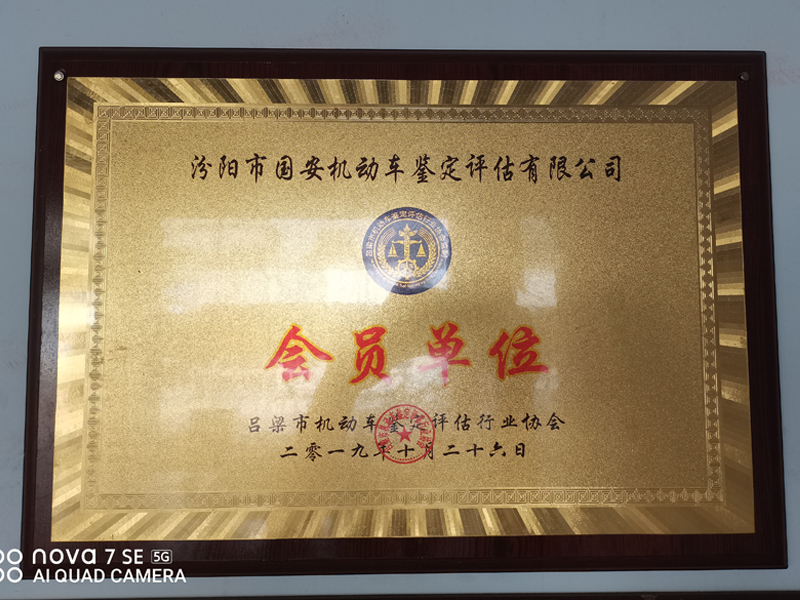 汾阳市国安机动车鉴定评估有限公司
会员单位
吕梁市机动车鉴定评估行业协会
二零一九年十月二十六日
nova 7 SE 5G
AI QUAD CAMERA